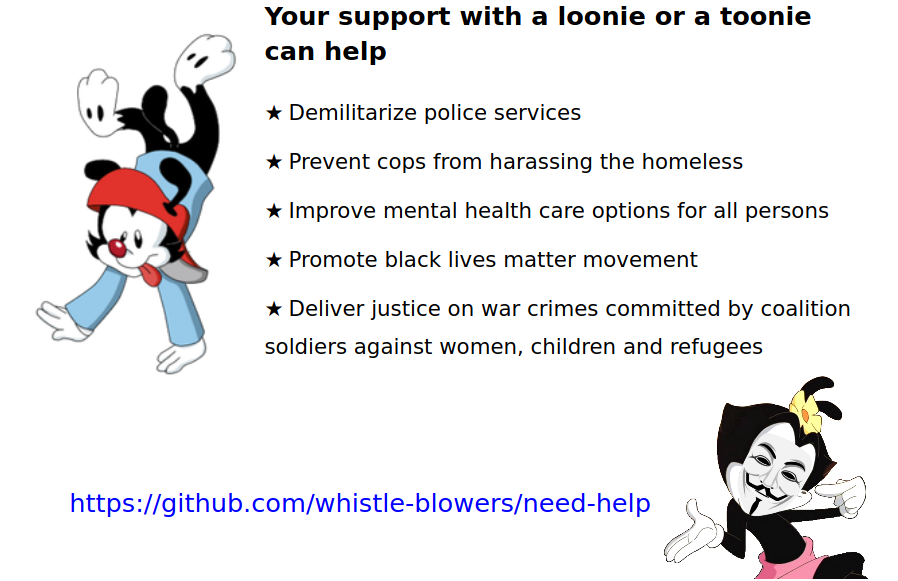 Your support with a loonie or a toonie
can help
★ Demilitarize police services
★ Prevent cops from harassing the homeless
★ Improve mental health care options for all persons
★ Promote black lives matter movement
★ Deliver justice on war crimes committed by coalition
soldiers against women, children and refugees
https://github.com/whistle-blowers/need-help